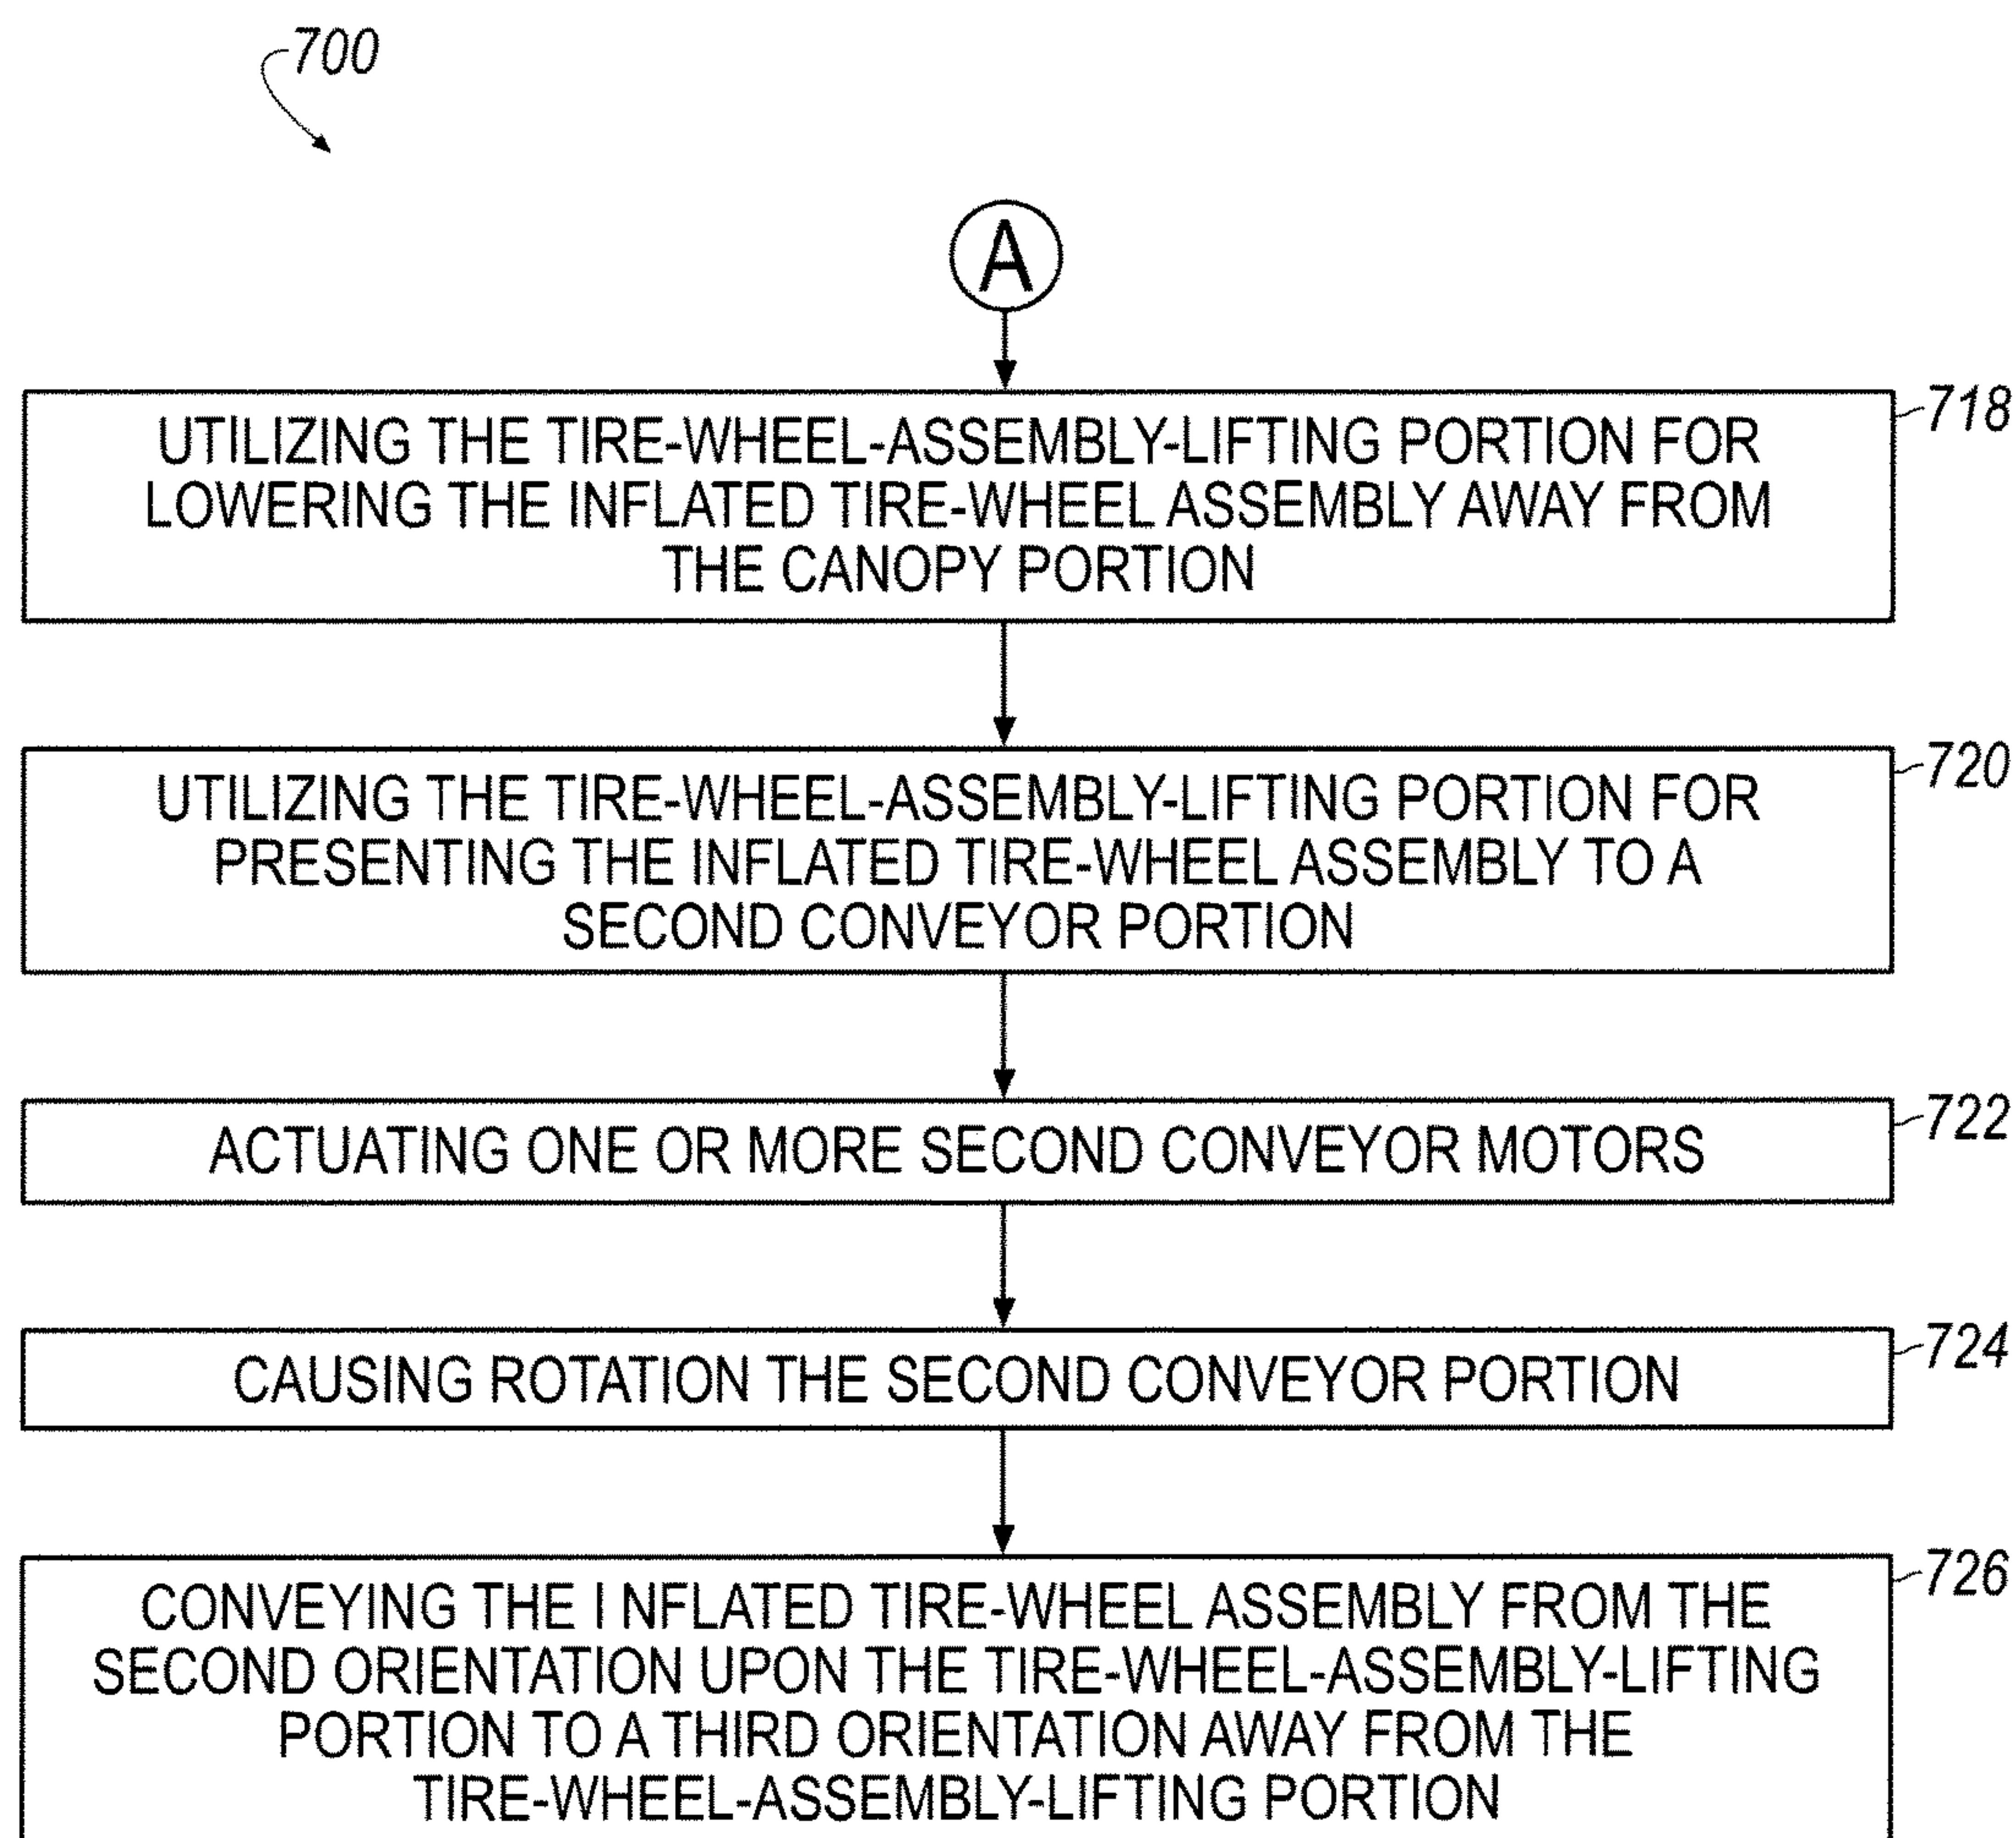 700
A
UTILIZING THE TIRE-WHEEL-ASSEMBLY-LIFTING PORTION FOR
LOWERING THE INFLATED TIRE-WHEEL ASSEMBLY AWAY FROM
THE CANOPY PORTION
718
UTILIZING THE TIRE-WHEEL-ASSEMBLY-LIFTING PORTION FOR
PRESENTING THE INFLATED TIRE-WHEEL ASSEMBLY TO A
SECOND CONVEYOR PORTION
720
ACTUATING ONE OR MORE SECOND CONVEYOR MOTORS
722
CAUSING ROTATION THE SECOND CONVEYOR PORTION
724
CONVEYING THE I NFLATED TIRE-WHEEL ASSEMBLY FROM THE
SECOND ORIENTATION UPON THE TIRE-WHEEL-ASSEMBLY-LIFTING
PORTION TO A THIRD ORIENTATION AWAY FROM THE
TIRE-WHEEL-ASSEMBLY-LIFTING PORTION
726